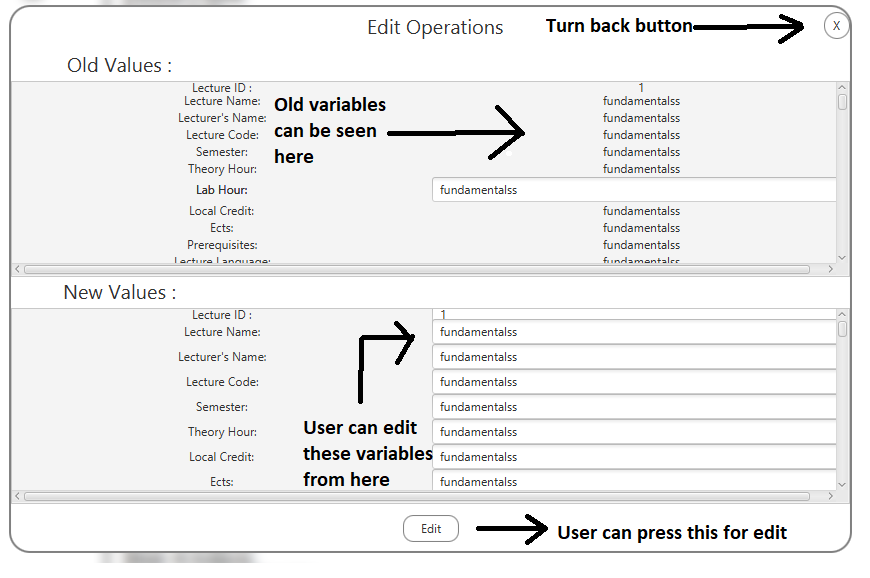 Edit Operations
Turn back button
X
Old Values :
Lecture ID : 1
Lecture Name: fundamentalss
Lecturer's Name: fundamentalss
Lecture Code: fundamentalss
Semester: fundamentalss
Theory Hour: fundamentalss
Lab Hour: fundamentalss
Local Credit: fundamentalss
Ects: fundamentalss
Prerequisites: fundamentalss
Lecture Language: fundamentalss
Old variables
can be seen
here
New Values :
Lecture ID : 1
Lecture Name: fundamentalss
Lecturer's Name: fundamentalss
Lecture Code: fundamentalss
Semester: fundamentalss
Theory Hour: fundamentalss
Local Credit: fundamentalss
Ects: fundamentalss
User can edit
these variables
from here
Edit
User can press this for edit